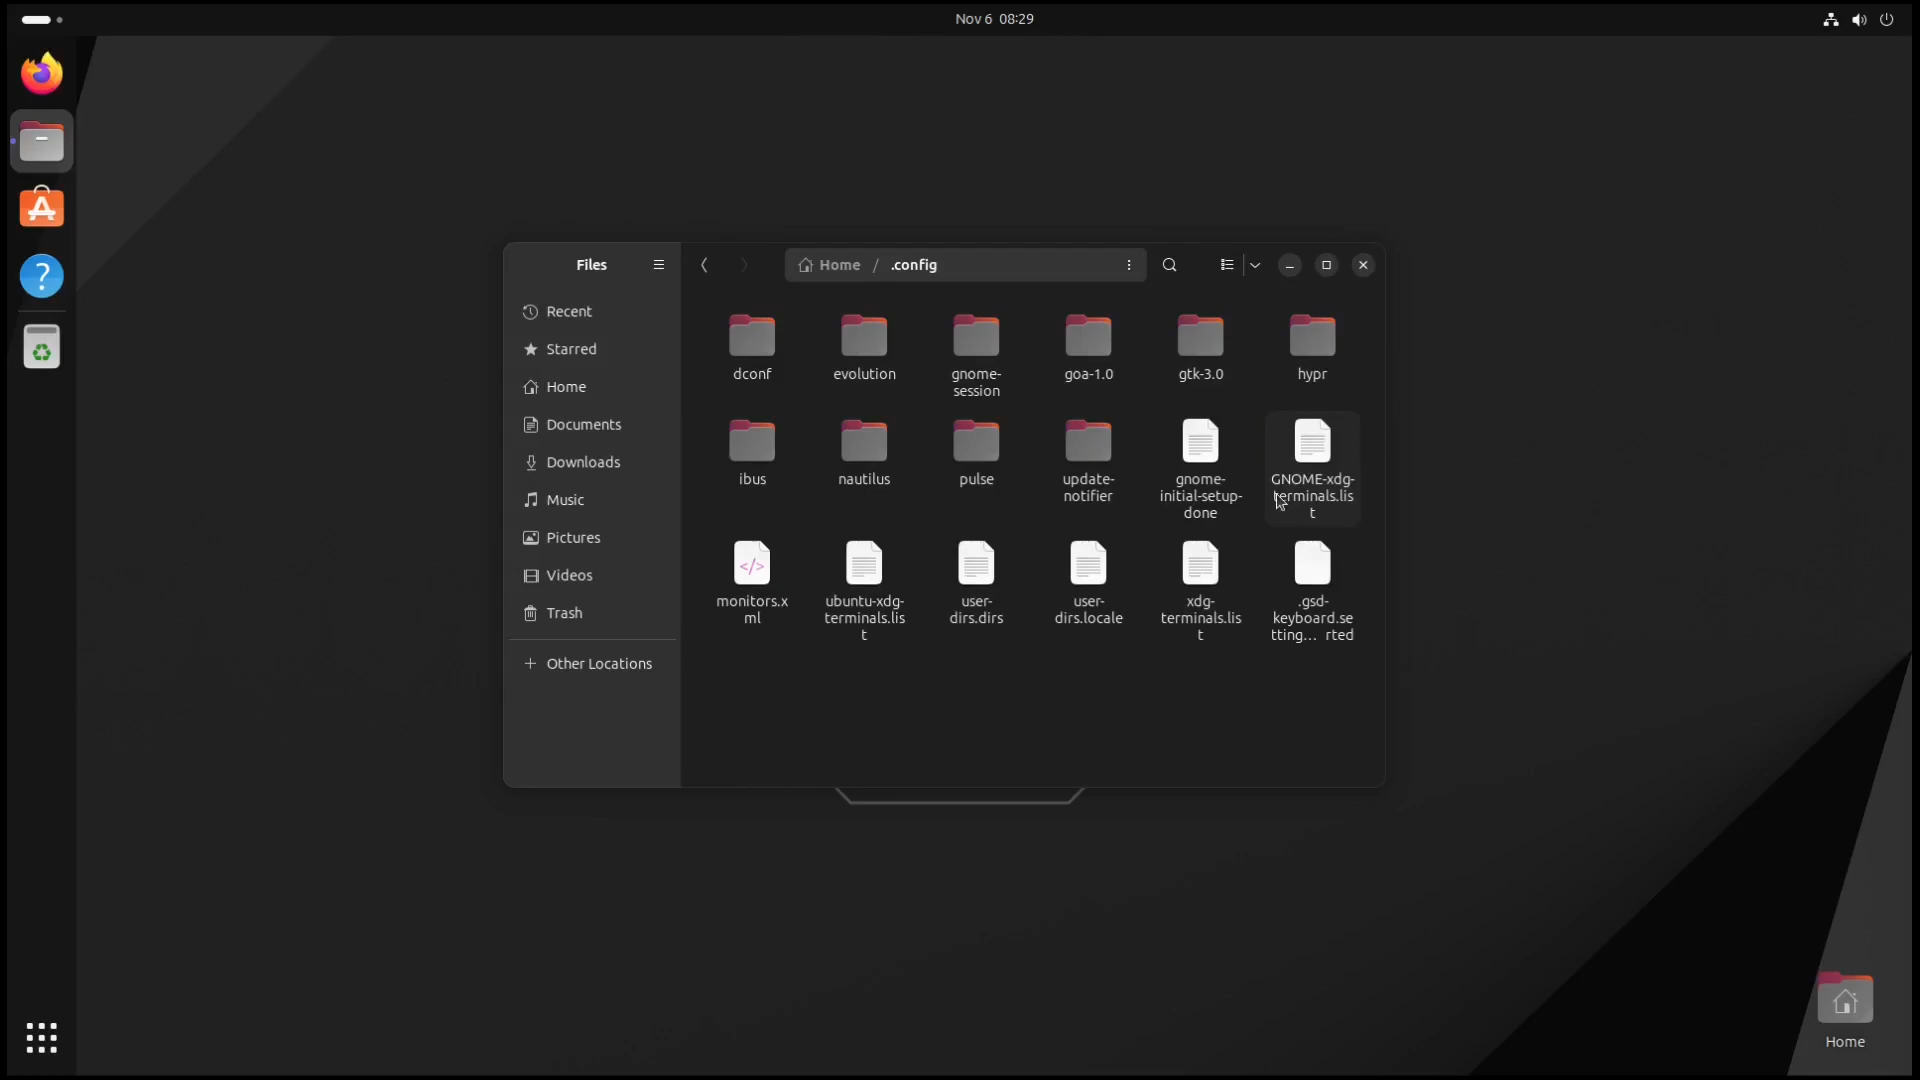 Nov 6 08:29
Files
Home / .config
Recent
Starred
Home
Documents
Downloads
Music
Pictures
Videos
Trash
Other Locations
dconf
evolution
gnome-
session
goa-1.0
gtk-3.0
hypr
ibus
nautilus
pulse
update-
notifier
gnome-
initial-setup-
done
GNOME-xdg-
terminals.lis
t
monitors.x
ml
ubuntu-xdg-
terminals.lis
t
user-
dirs.dirs
user-
dirs.locale
xdg-
terminals.lis
t
.gsd-
keyboard.se
tting… rted
Home